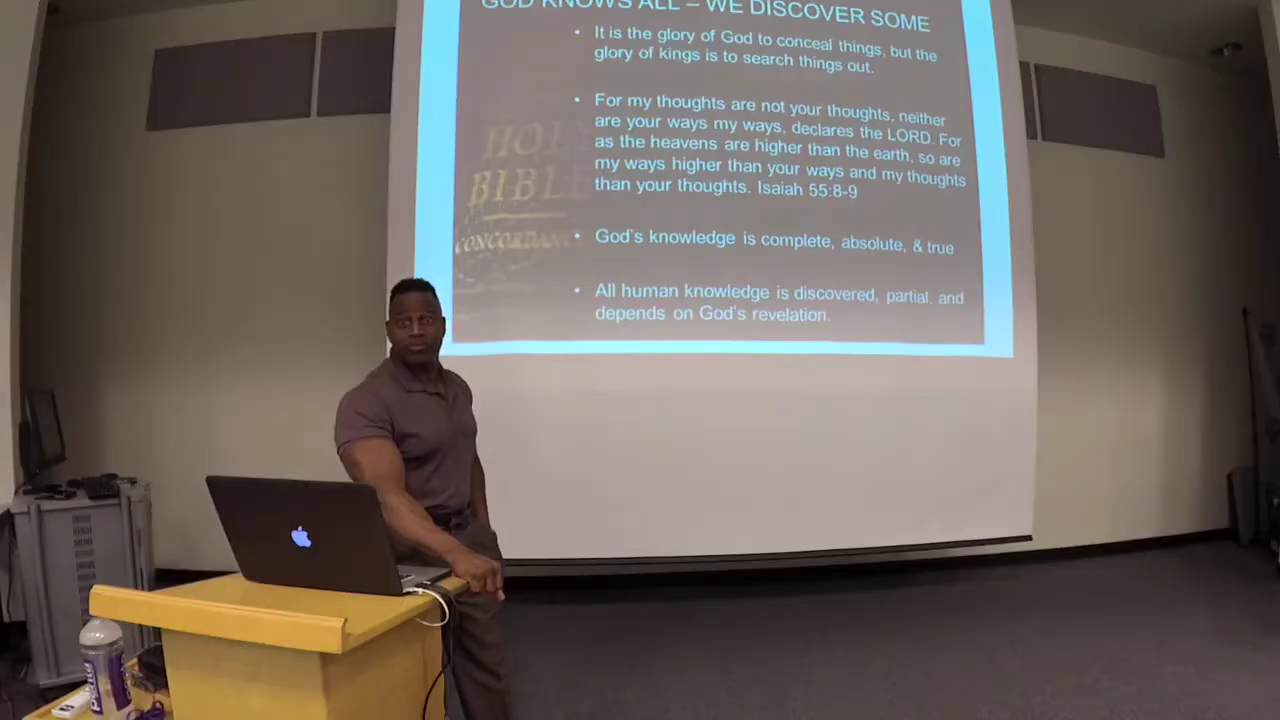 GOD KNOWS ALL – WE DISCOVER SOME
• It is the glory of God to conceal things, but the
glory of kings is to search things out.
• For my thoughts are not your thoughts, neither
are your ways my ways, declares the LORD. For
as the heavens are higher than the earth, so are
my ways higher than your ways and my thoughts
than your thoughts. Isaiah 55:8-9
• God's knowledge is complete, absolute, & true
• All human knowledge is discovered, partial, and
depends on God's revelation.
HOLY
BIBLE